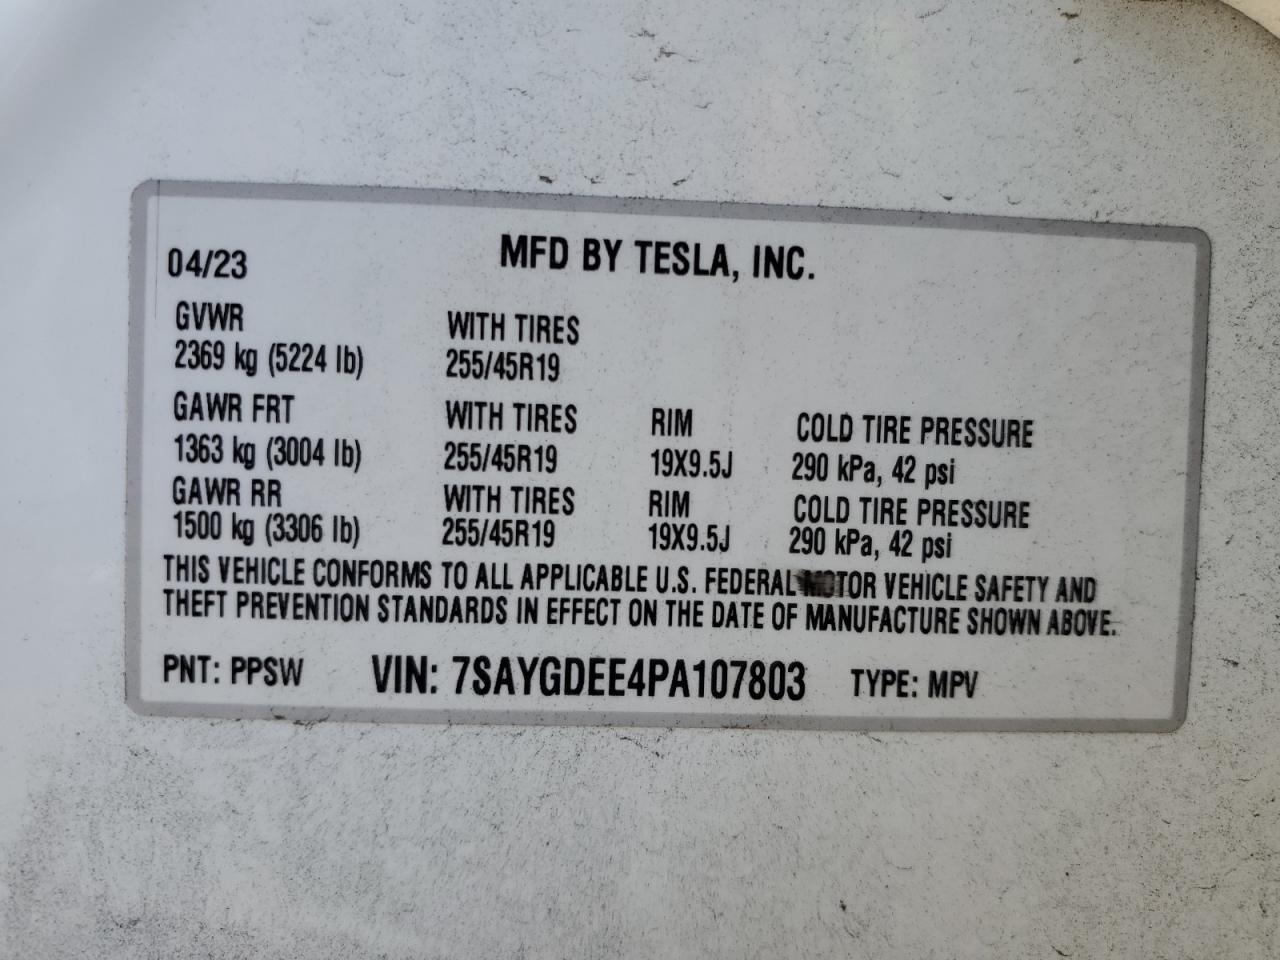 04/23 MFD BY TESLA, INC.
GVWR WITH TIRES
2369 kg (5224 lb) 255/45R19
GAWR FRT WITH TIRES RIM COLD TIRE PRESSURE
1363 kg (3004 lb) 255/45R19 19X9.5J 290 kPa, 42 psi
GAWR RR WITH TIRES RIM COLD TIRE PRESSURE
1500 kg (3306 lb) 255/45R19 19X9.5J 290 kPa, 42 psi
THIS VEHICLE CONFORMS TO ALL APPLICABLE U.S. FEDERAL MOTOR VEHICLE SAFETY AND
THEFT PREVENTION STANDARDS IN EFFECT ON THE DATE OF MANUFACTURE SHOWN ABOVE.
PNT: PPSW VIN: 7SAYGDEE4PA107803 TYPE: MPV